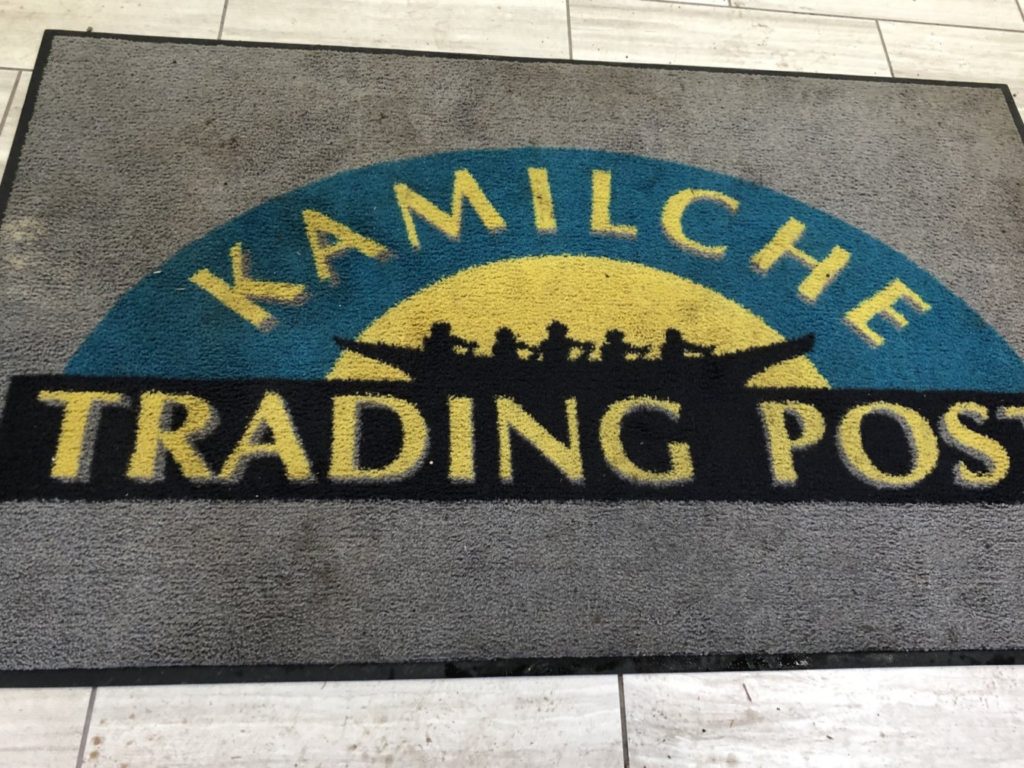 KAMILCHE
TRADING POST